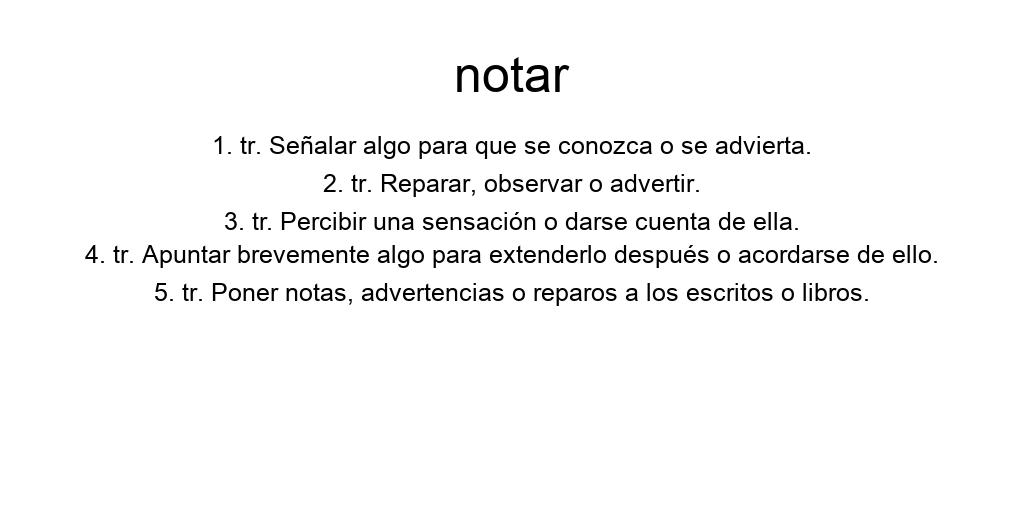 notar
1. tr. Señalar algo para que se conozca o se advierta.
2. tr. Reparar, observar o advertir.
3. tr. Percibir una sensación o darse cuenta de ella.
4. tr. Apuntar brevemente algo para extenderlo después o acordarse de ello.
5. tr. Poner notas, advertencias o reparos a los escritos o libros.